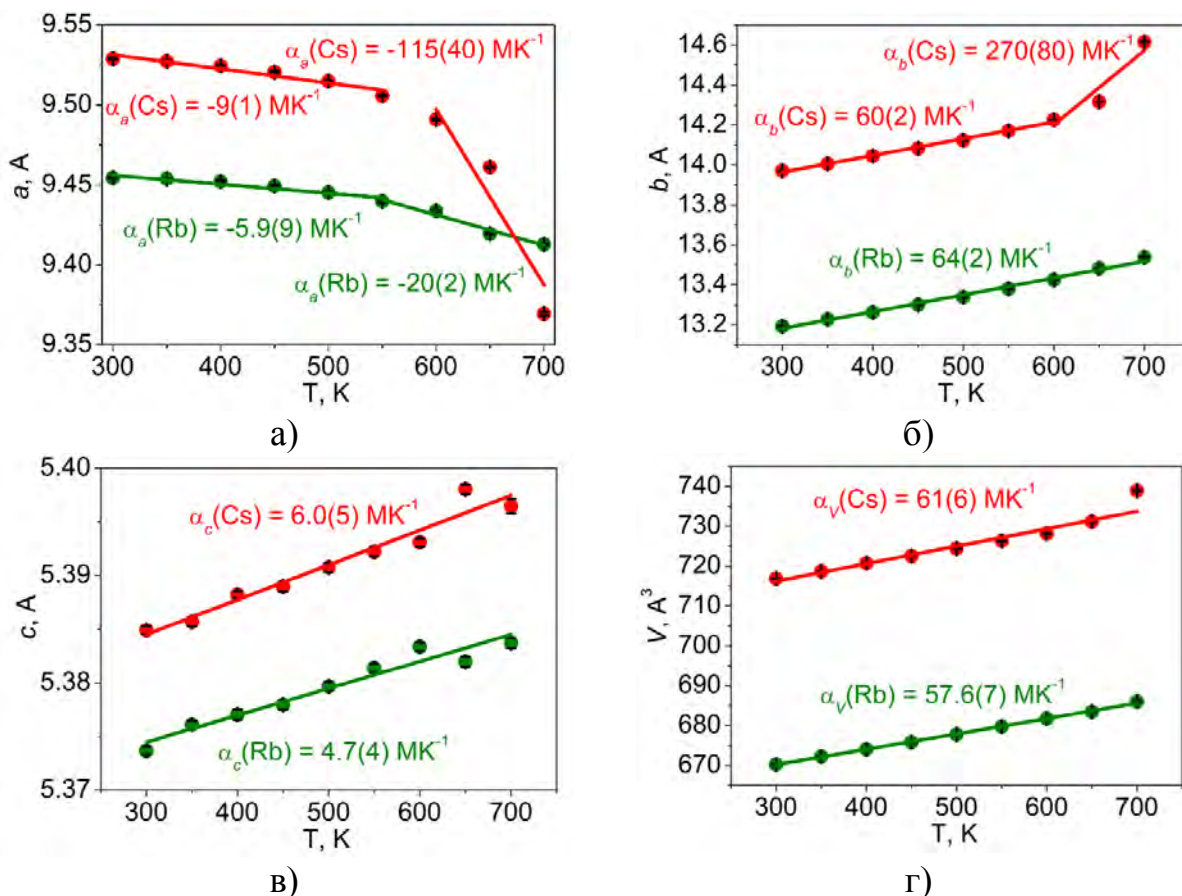 9.55
9.50
9.45
9.40
9.35
a, A
αa(Cs) = -115(40) MK⁻¹
αa(Cs) = -9(1) MK⁻¹
αa(Rb) = -5.9(9) MK⁻¹
αa(Rb) = -20(2) MK⁻¹
300 400 500 600 700
T, K
а)
14.6
14.4
14.2
14.0
13.8
13.6
13.4
13.2
b, A
αb(Cs) = 270(80) MK⁻¹
αb(Cs) = 60(2) MK⁻¹
αb(Rb) = 64(2) MK⁻¹
300 400 500 600 700
T, K
б)
5.40
5.39
5.38
5.37
c, A
αc(Cs) = 6.0(5) MK⁻¹
αc(Rb) = 4.7(4) MK⁻¹
300 400 500 600 700
T, K
в)
740
730
720
710
690
680
670
V, A³
αV(Cs) = 61(6) MK⁻¹
αV(Rb) = 57.6(7) MK⁻¹
300 400 500 600 700
T, K
г)